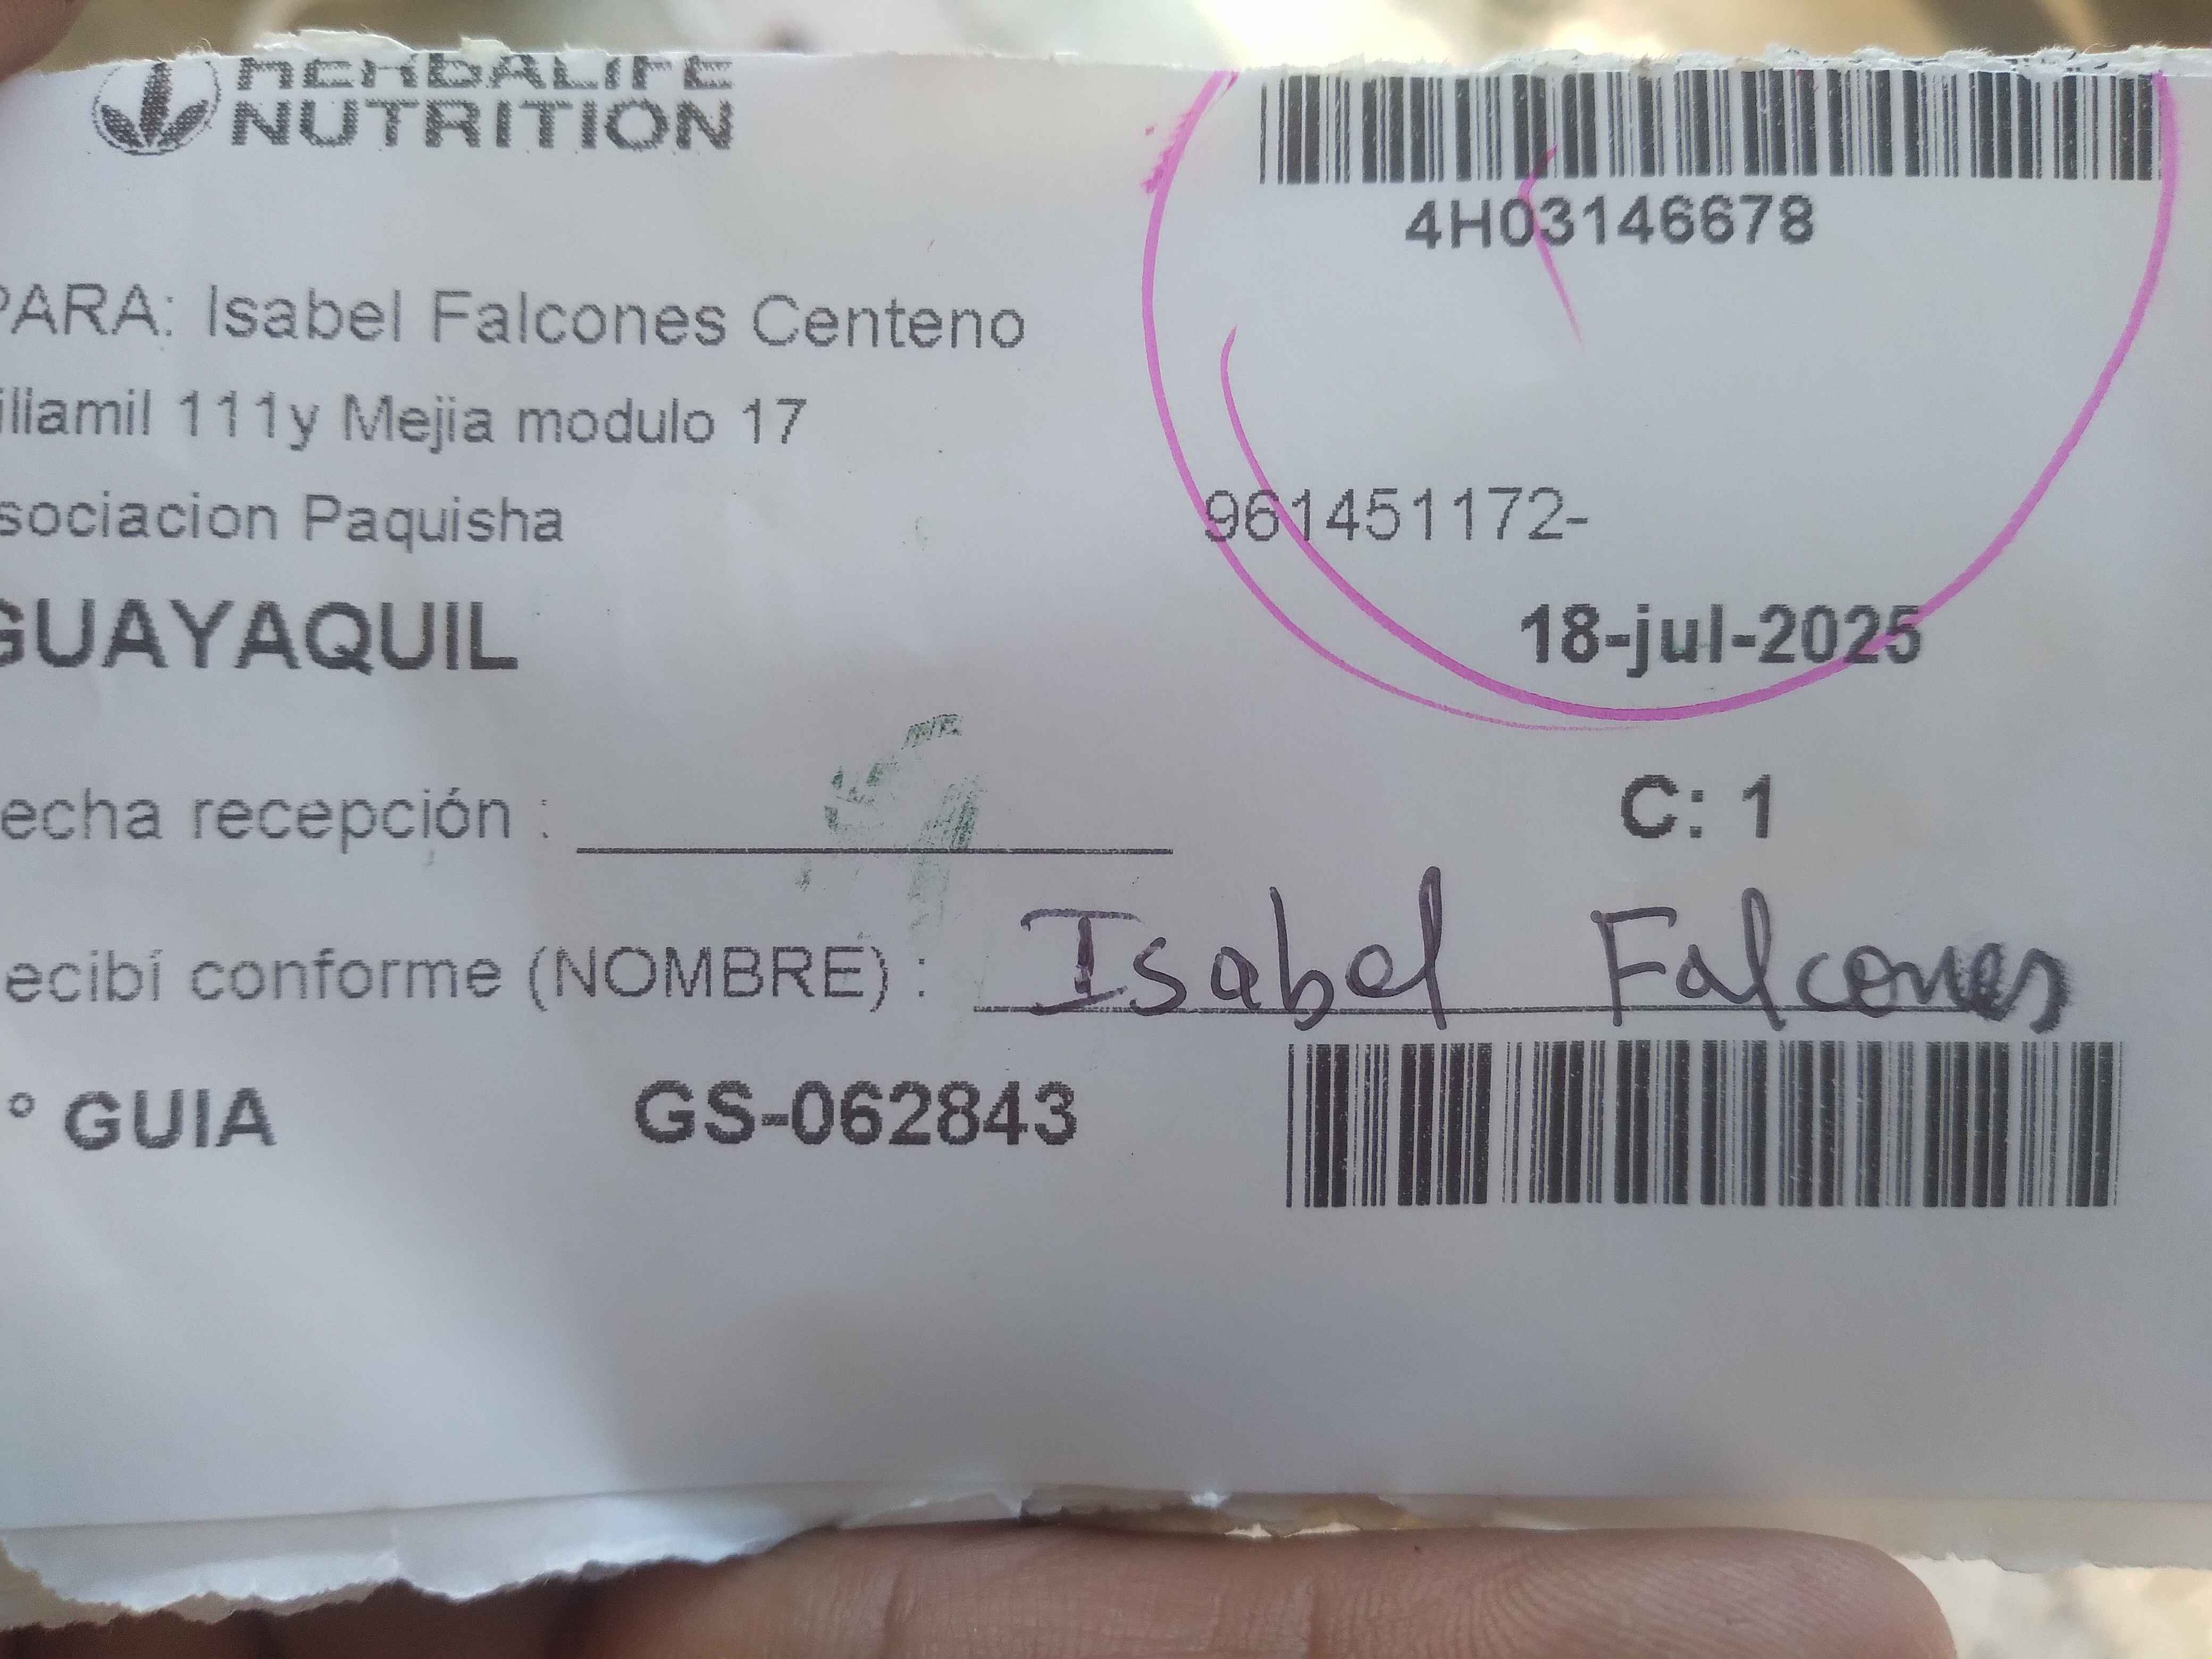 HERBALIFE
NUTRITION
4H03146678
PARA: Isabel Falcones Centeno
illamil 111y Mejia modulo 17
sociacion Paquisha
961451172-
GUAYAQUIL
18-jul-2025
echa recepción :
C: 1
ecibí conforme (NOMBRE) : Isabel Falcones
° GUIA GS-062843